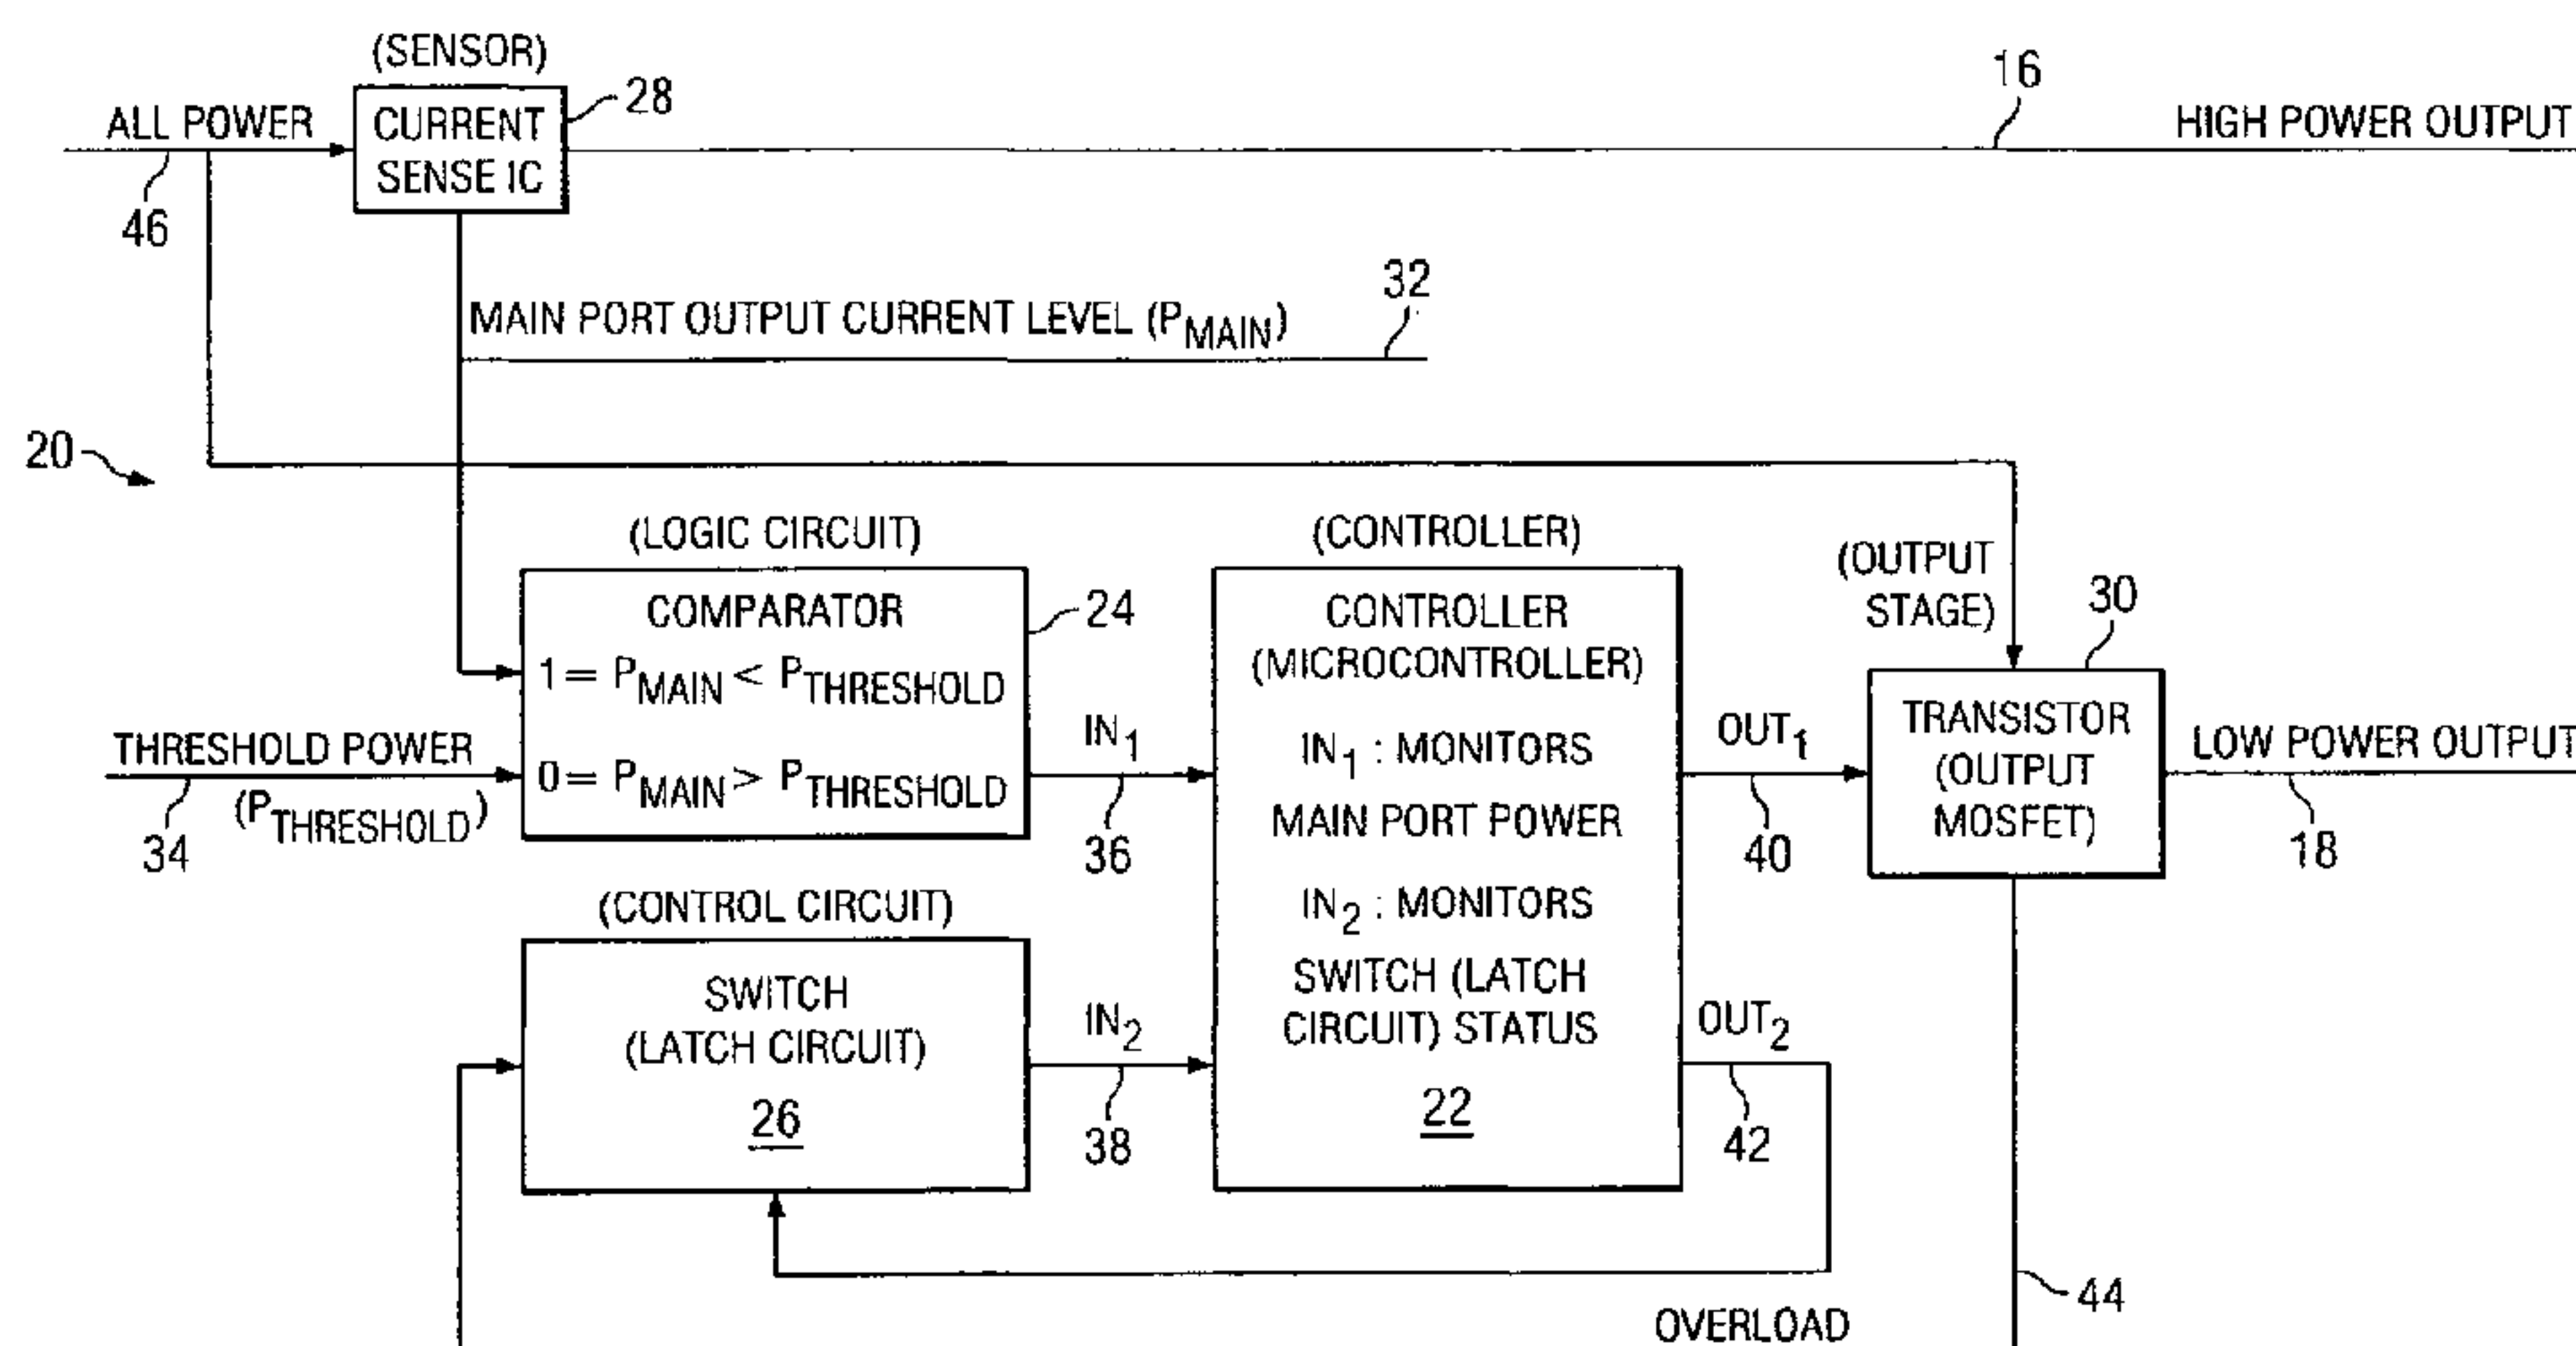 (SENSOR)
28
ALL POWER
CURRENT
SENSE IC
46
16
HIGH POWER OUTPUT
MAIN PORT OUTPUT CURRENT LEVEL (PMAIN)
32
20
(LOGIC CIRCUIT)
COMPARATOR
1 = PMAIN < PTHRESHOLD
0 = PMAIN > PTHRESHOLD
24
THRESHOLD POWER
(PTHRESHOLD)
34
IN1
36
(CONTROLLER)
CONTROLLER
(MICROCONTROLLER)
IN1 : MONITORS
MAIN PORT POWER
IN2 : MONITORS
SWITCH (LATCH
CIRCUIT) STATUS
22
(OUTPUT
STAGE)
30
OUT1
40
TRANSISTOR
(OUTPUT
MOSFET)
LOW POWER OUTPUT
18
(CONTROL CIRCUIT)
SWITCH
(LATCH CIRCUIT)
26
IN2
38
OUT2
42
44
OVERLOAD